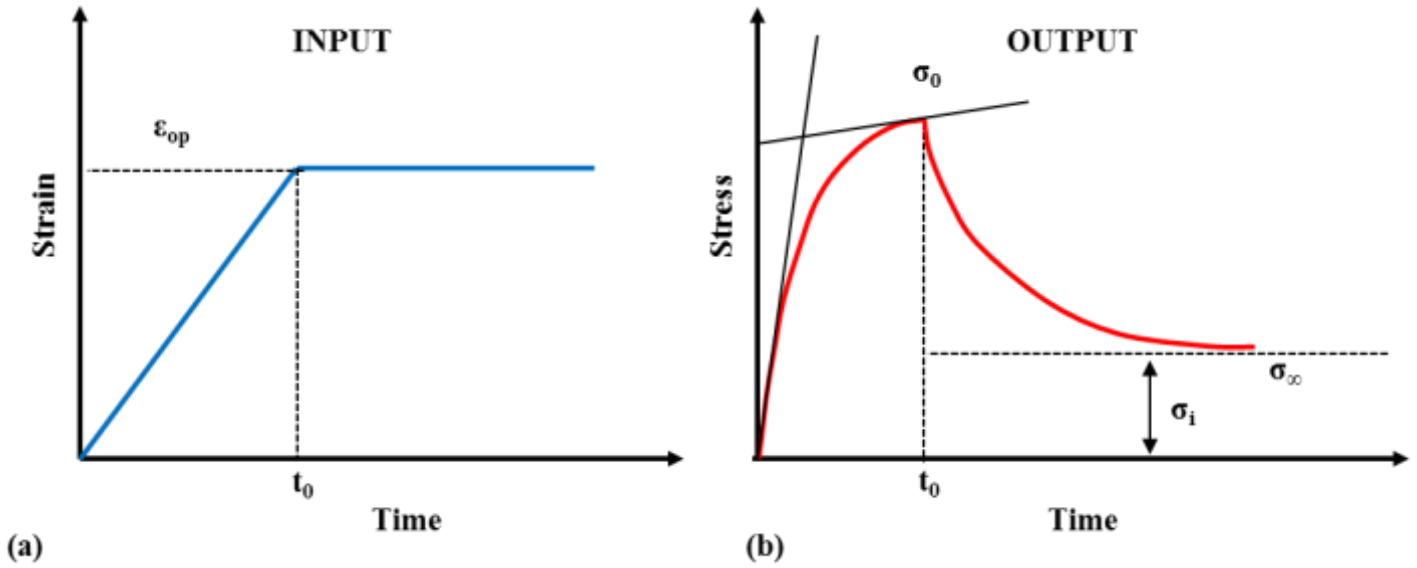 INPUT
ε_op
Strain
t_0
Time
(a)
OUTPUT
σ_0
Stress
σ_∞
σ_i
t_0
Time
(b)